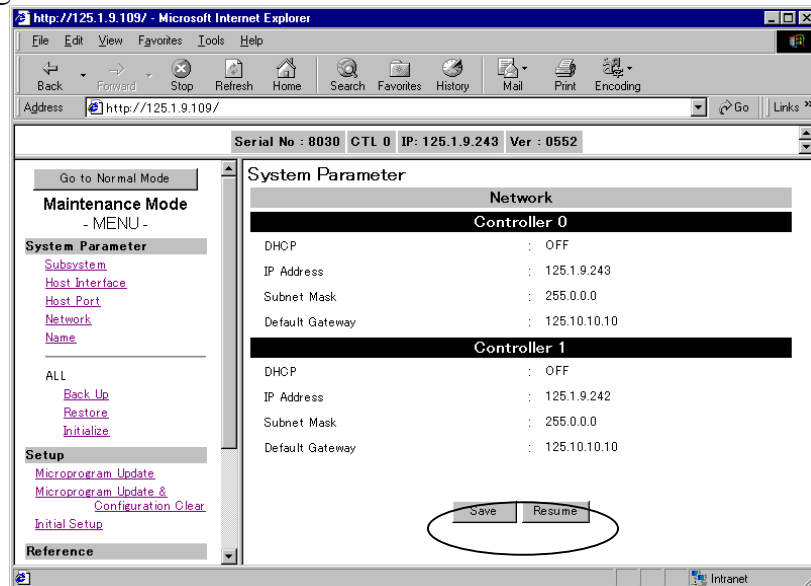 http://125.1.9.109/ - Microsoft Internet Explorer
File Edit View Favorites Tools Help
Back Forward Stop Refresh Home Search Favorites History Mail Print Encoding
Address http://125.1.9.109/ Go Links »
Serial No : 8030 CTL 0 IP: 125.1.9.243 Ver : 0552
Go to Normal Mode
Maintenance Mode
- MENU -
System Parameter
Subsystem
Host Interface
Host Port
Network
Name
ALL
Back Up
Restore
Initialize
Setup
Microprogram Update
Microprogram Update &
Configuration Clear
Initial Setup
Reference
System Parameter
Network
Controller 0
DHCP : OFF
IP Address : 125.1.9.243
Subnet Mask : 255.0.0.0
Default Gateway : 125.10.10.10
Controller 1
DHCP : OFF
IP Address : 125.1.9.242
Subnet Mask : 255.0.0.0
Default Gateway : 125.10.10.10
Save Resume
Intranet